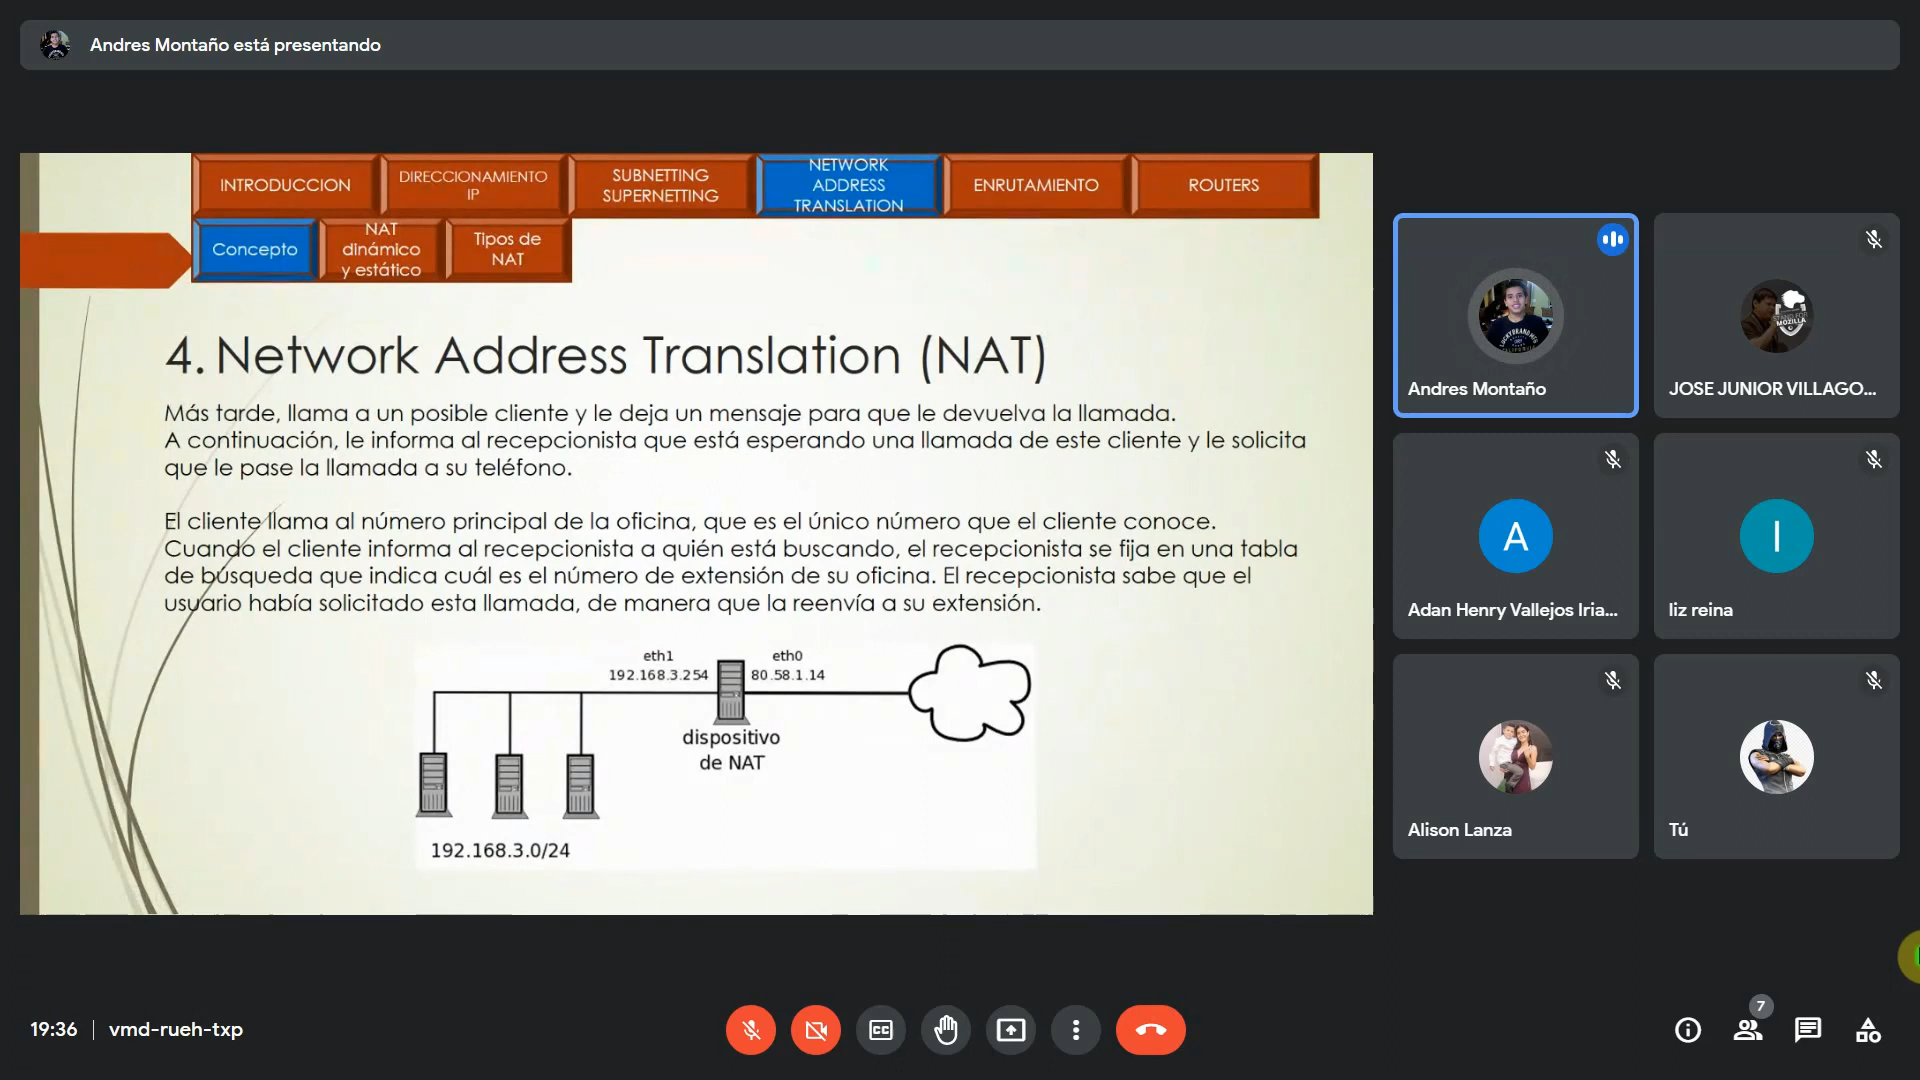 Andres Montaño está presentando
INTRODUCCION
DIRECCIONAMIENTO
IP
SUBNETTING
SUPERNETTING
NETWORK
ADDRESS
TRANSLATION
ENRUTAMIENTO
ROUTERS
Concepto
NAT
dinámico
y estático
Tipos de
NAT
4. Network Address Translation (NAT)
Más tarde, llama a un posible cliente y le deja un mensaje para que le devuelva la llamada.
A continuación, le informa al recepcionista que está esperando una llamada de este cliente y le solicita
que le pase la llamada a su teléfono.
El cliente llama al número principal de la oficina, que es el único número que el cliente conoce.
Cuando el cliente informa al recepcionista a quién está buscando, el recepcionista se fija en una tabla
de búsqueda que indica cuál es el número de extensión de su oficina. El recepcionista sabe que el
usuario había solicitado esta llamada, de manera que la reenvía a su extensión.
eth1
192.168.3.254
eth0
80.58.1.14
dispositivo
de NAT
192.168.3.0/24
Andres Montaño
STAND FOR
MOZILLA
JOSE JUNIOR VILLAGO...
A
Adan Henry Vallejos Iria...
l
liz reina
Alison Lanza
Tú
19:36 | vmd-rueh-txp
CC
7